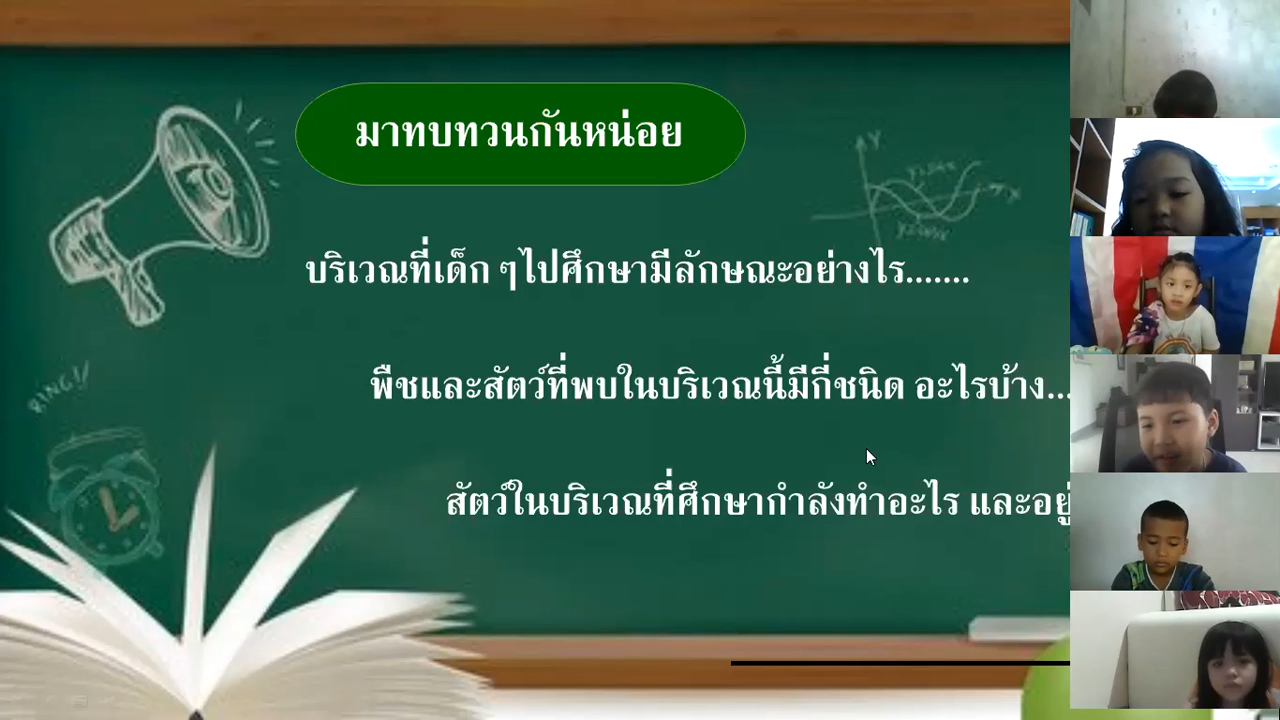 มาทบทวนกันหน่อย
บริเวณที่เด็ก ๆไปศึกษามีลักษณะอย่างไร.......
พืชและสัตว์ที่พบในบริเวณนี้มีกี่ชนิด อะไรบ้าง...
สัตว์ในบริเวณที่ศึกษากำลังทำอะไร และอยู่
RING!!
Y
X